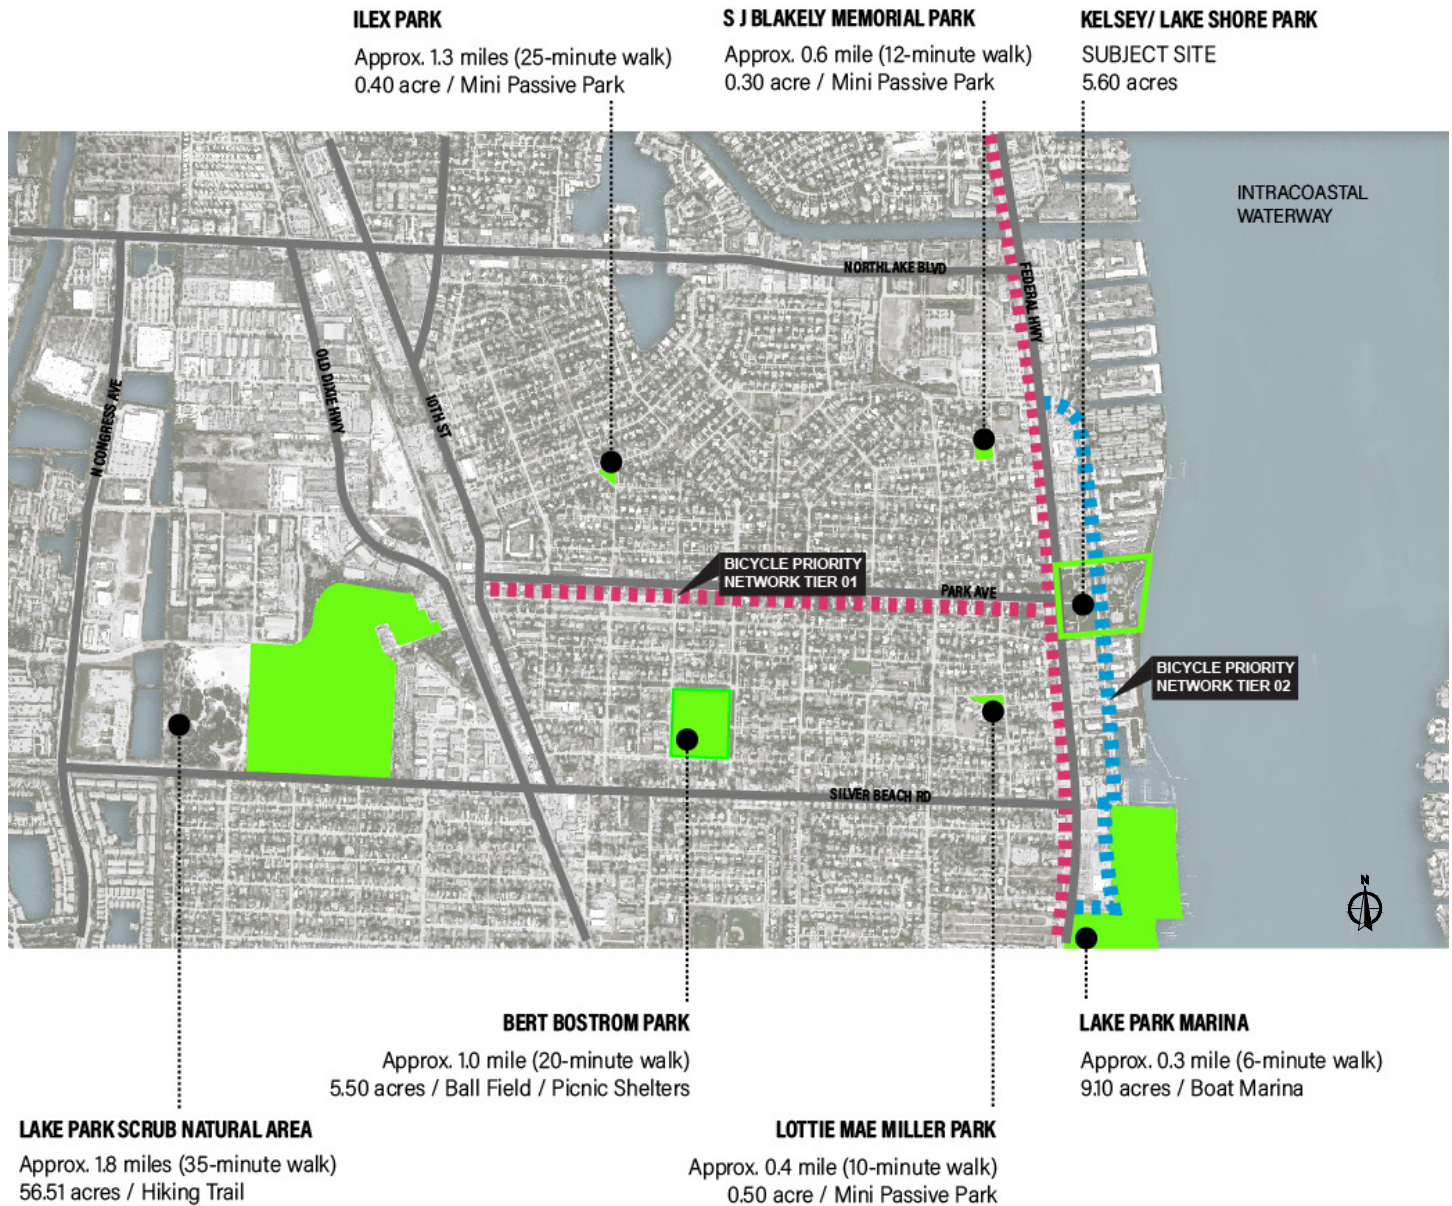 ILEX PARK
Approx. 1.3 miles (25-minute walk)
0.40 acre / Mini Passive Park
S J BLAKELY MEMORIAL PARK
Approx. 0.6 mile (12-minute walk)
0.30 acre / Mini Passive Park
KELSEY/ LAKE SHORE PARK
SUBJECT SITE
5.60 acres
INTRACOASTAL
WATERWAY
NORTHLAKE BLVD
FEDERAL HWY
OLD DIXIE HWY
N CONGRESS AVE
10TH ST
BICYCLE PRIORITY
NETWORK TIER 01
PARK AVE
BICYCLE PRIORITY
NETWORK TIER 02
SILVER BEACH RD
N
BERT BOSTROM PARK
Approx. 1.0 mile (20-minute walk)
5.50 acres / Ball Field / Picnic Shelters
LAKE PARK MARINA
Approx. 0.3 mile (6-minute walk)
9.10 acres / Boat Marina
LAKE PARK SCRUB NATURAL AREA
Approx. 1.8 miles (35-minute walk)
56.51 acres / Hiking Trail
LOTTIE MAE MILLER PARK
Approx. 0.4 mile (10-minute walk)
0.50 acre / Mini Passive Park